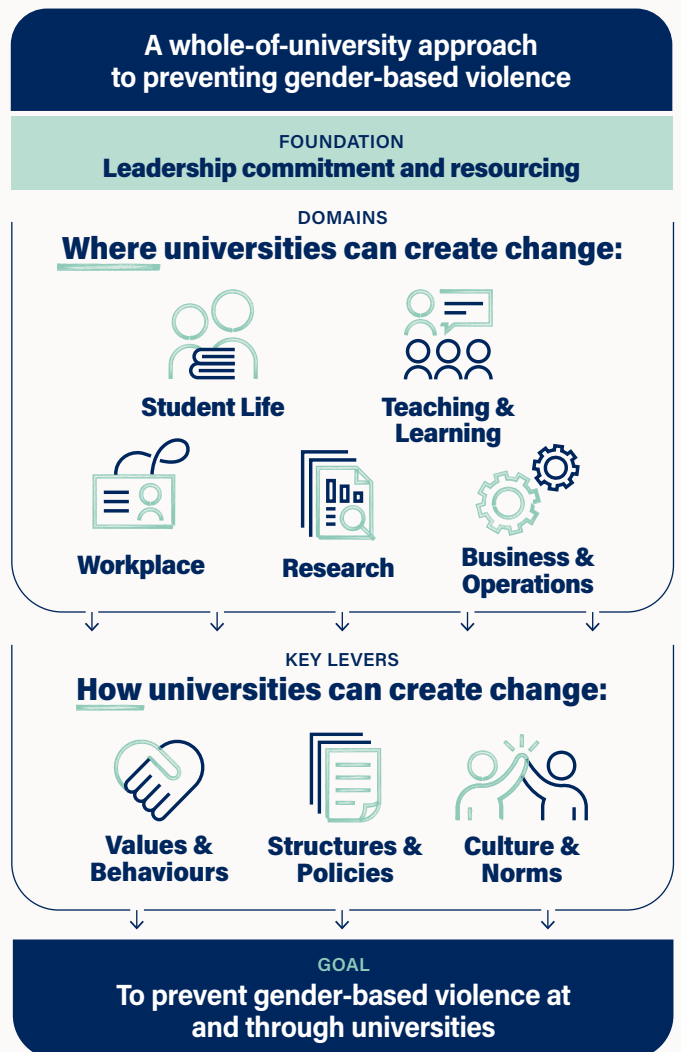 A whole-of-university approach
to preventing gender-based violence
FOUNDATION
Leadership commitment and resourcing
DOMAINS
Where universities can create change:
Student Life
Teaching &
Learning
Workplace
Research
Business &
Operations
KEY LEVERS
How universities can create change:
Values &
Behaviours
Structures &
Policies
Culture &
Norms
GOAL
To prevent gender-based violence at
and through universities